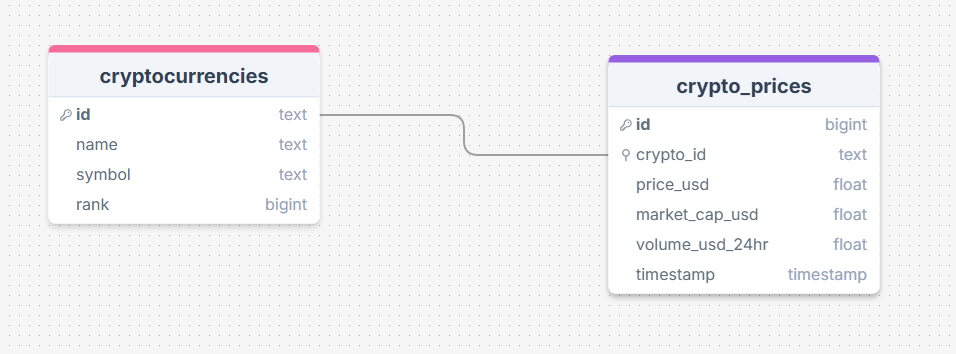 cryptocurrencies
id text
name text
symbol text
rank bigint
crypto_prices
id bigint
crypto_id text
price_usd float
market_cap_usd float
volume_usd_24hr float
timestamp timestamp